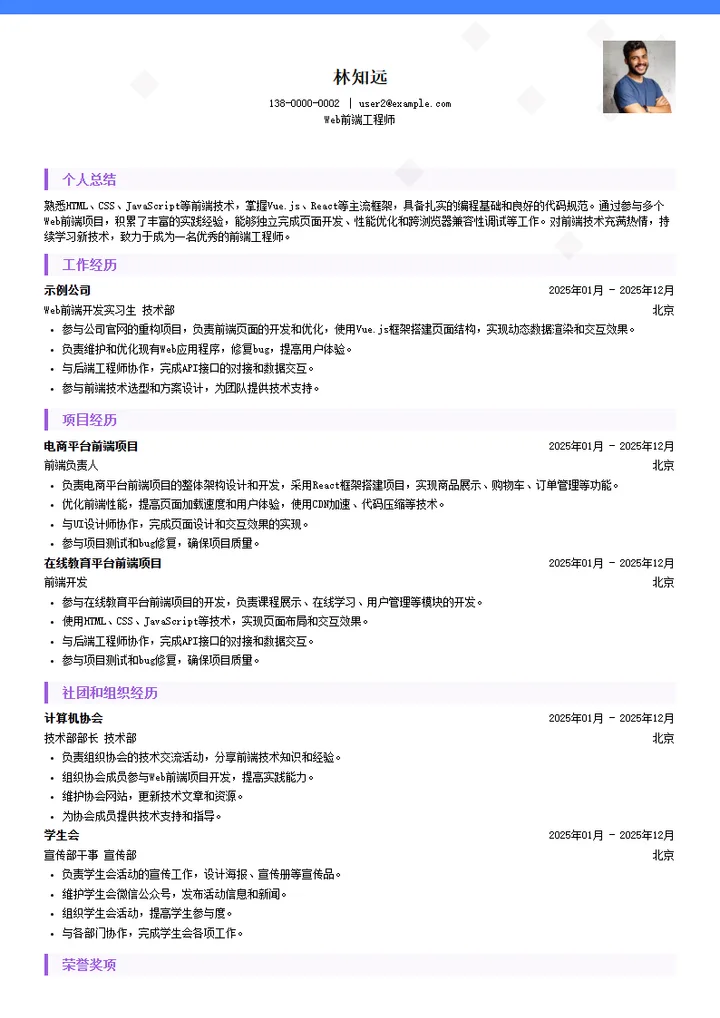 林知远
138-0000-0002 | user2@example.com
Web前端工程师
个人总结
熟悉HTML、CSS、JavaScript等前端技术，掌握Vue.js、React等主流框架，具备扎实的编程基础和良好的代码规范。通过参与多个
Web前端项目，积累了丰富的实践经验，能够独立完成页面开发、性能优化和跨浏览器兼容性调试等工作。对前端技术充满热情，持
续学习新技术，致力于成为一名优秀的前端工程师。
工作经历
示创公司 2025年01月 - 2025年12月
Web前端开发实习生 技术部 北京
• 参与公司官网的重构项目，负责前端页面的开发和优化，使用Vue.js框架搭建页面结构，实现动态数据渲染和交互效果。
• 负责维护和优化现有Web应用程序，修复bug，提高用户体验。
• 与后端工程师协作，完成API接口的对接和数据交互。
• 参与前端技术选型和方案设计，为团队提供技术支持。
项目经历
电商平台前端项目 2025年01月 - 2025年12月
前端负责人 北京
• 负责电商平台前端项目的整体架构设计和开发，采用React框架搭建项目，实现商品展示、购物车、订单管理等功能。
• 优化前端性能，提高页面加载速度和用户体验，使用CDN加速、代码压缩等技术。
• 与UI设计师协作，完成页面设计和交互效果的实现。
• 参与项目测试和bug修复，确保项目质量。
在线教育平台前端项目 2025年01月 - 2025年12月
前端开发 北京
• 参与在线教育平台前端项目的开发，负责课程展示、在线学习、用户管理等模块的开发。
• 使用HTML、CSS、JavaScript等技术，实现页面布局和交互效果。
• 与后端工程师协作，完成API接口的对接和数据交互。
• 参与项目测试和bug修复，确保项目质量。
社团和组织经历
计算机协会 2025年01月 - 2025年12月
技术部部长 技术部 北京
• 负责组织协会的技术交流活动，分享前端技术知识和经验。
• 组织协会成员参与Web前端项目开发，提高实践能力。
• 维护协会网站，更新技术文章和资源。
• 为协会成员提供技术支持和指导。
学生会 2025年01月 - 2025年12月
宣传部干事 宣传部 北京
• 负责学生会活动的宣传工作，设计海报、宣传册等宣传品。
• 维护学生会微信公众号，发布活动信息和新闻。
• 组织学生会活动，提高学生参与度。
• 与各部门协作，完成学生会各项工作。
荣誉奖项